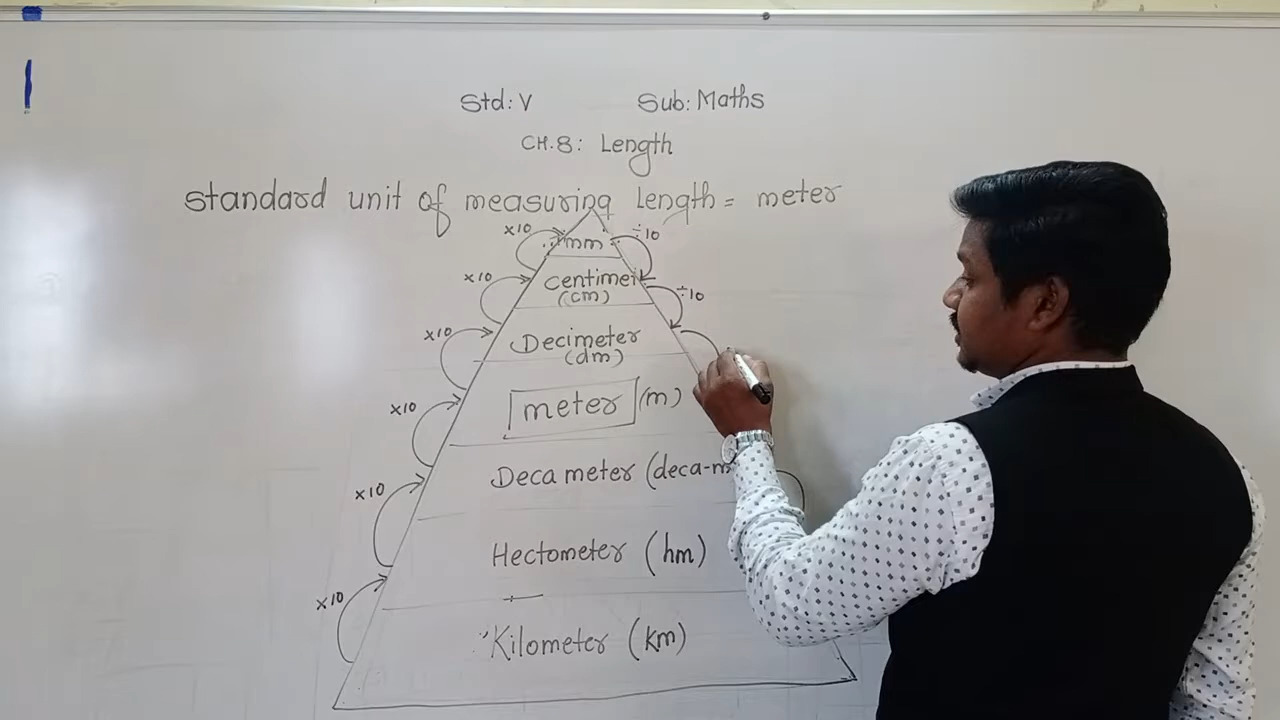 Std: V Sub: Maths
CH.8: Length
Standard unit of measuring length = meter
×10 mm ÷10
×10 centimet ÷10
(cm)
×10 Decimeter
(dm)
×10 meter (m)
×10 Deca meter (deca-m
Hectometer (hm)
×10
Kilometer (km)